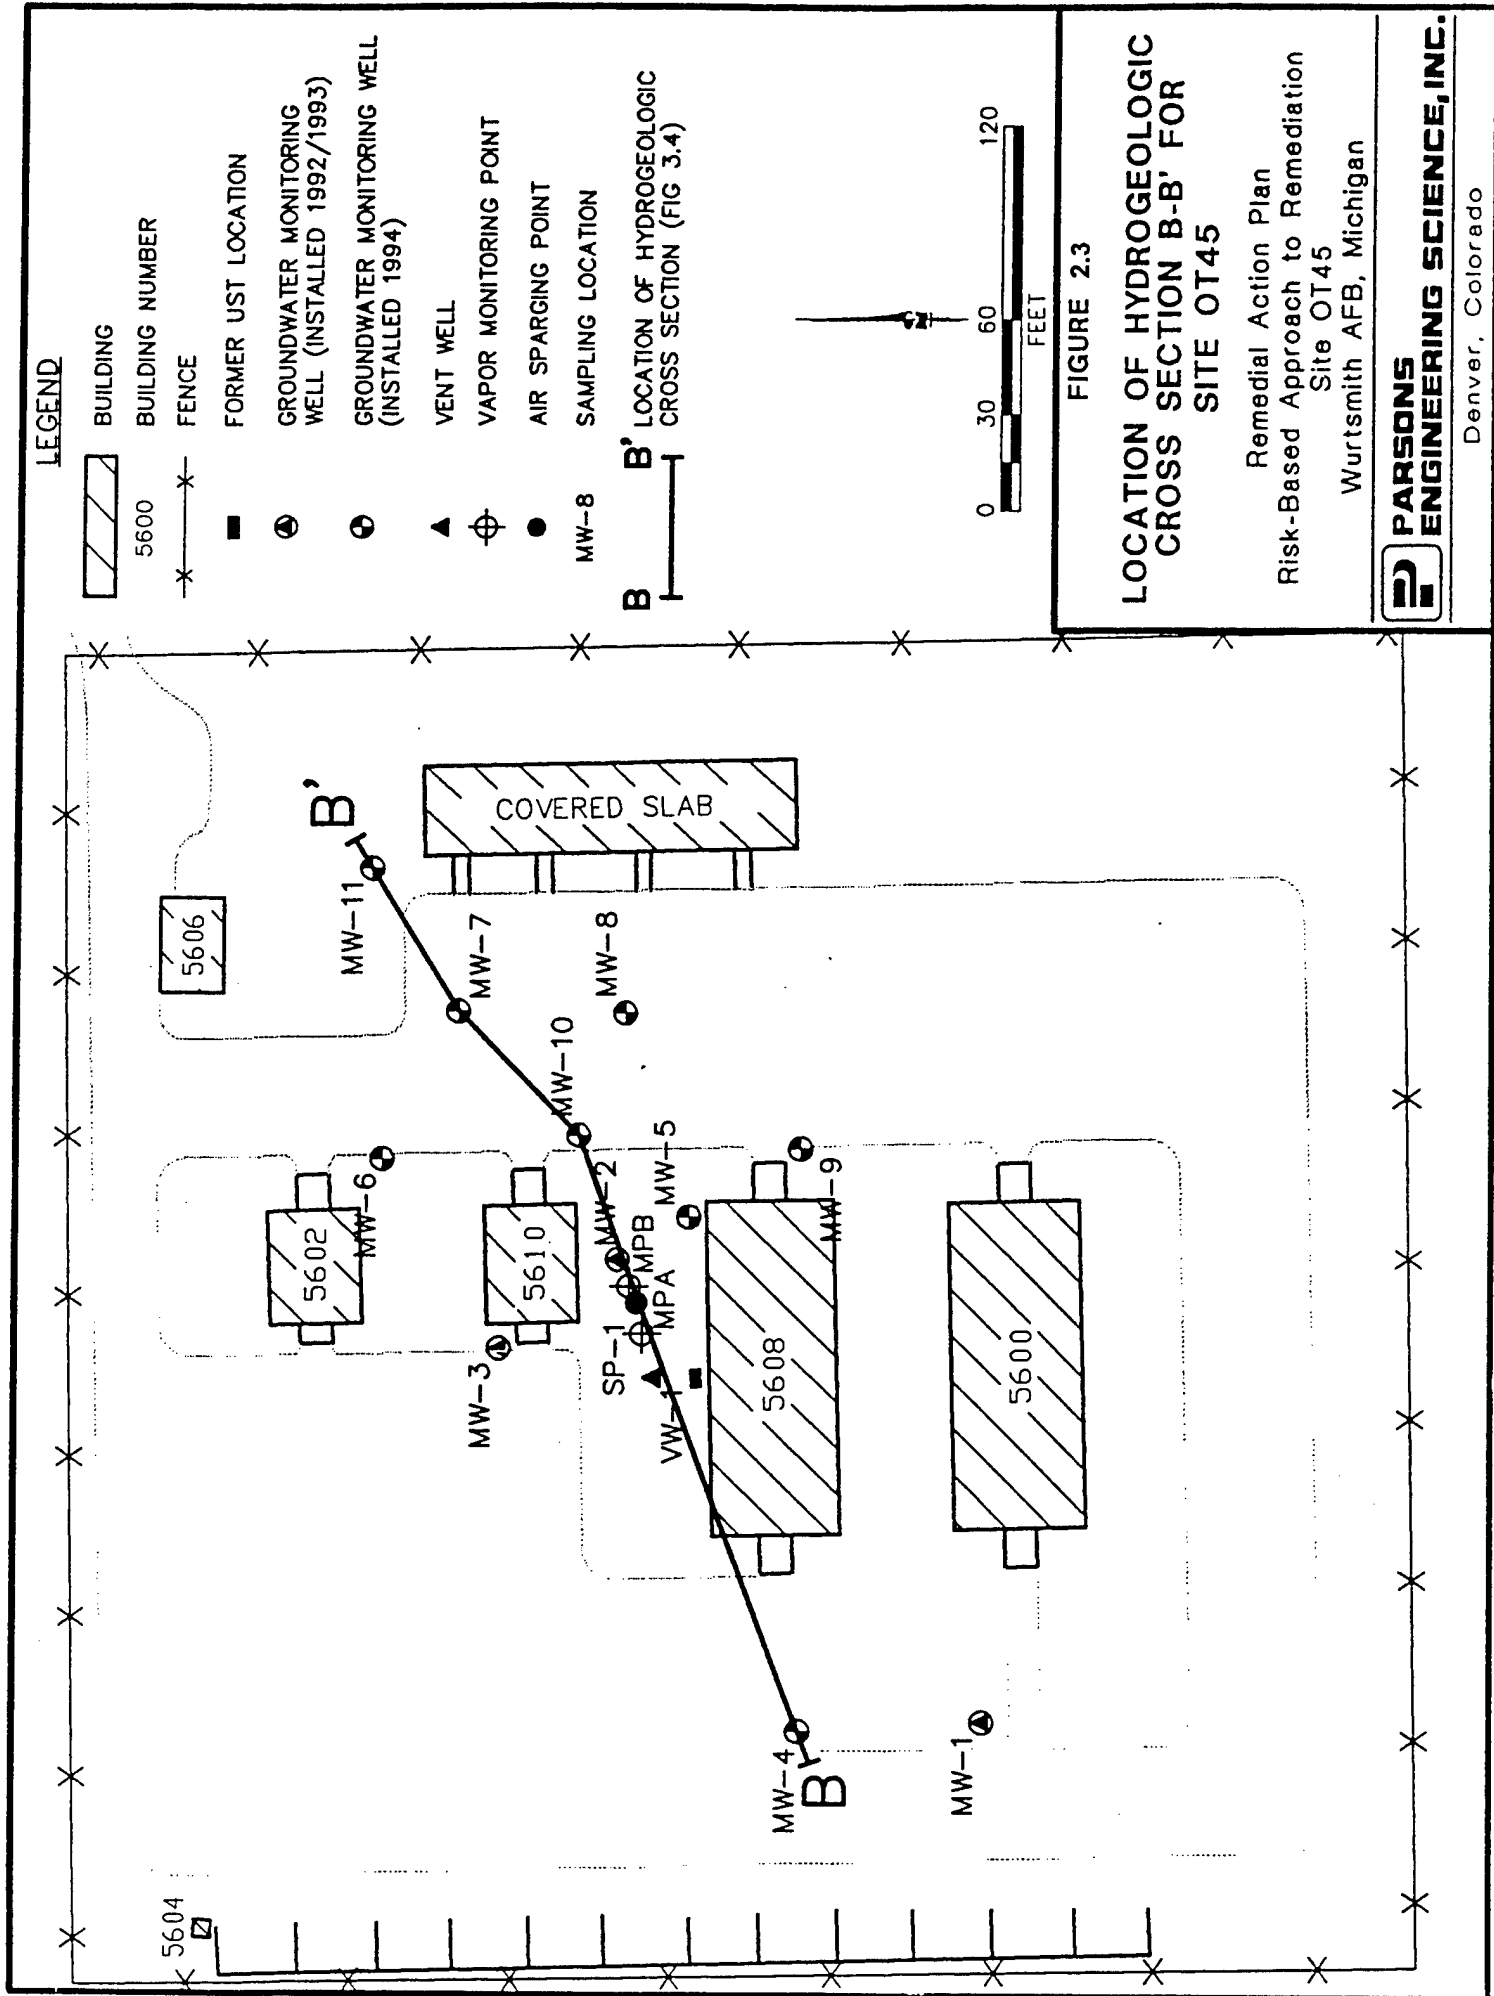 LEGEND
BUILDING
5600 BUILDING NUMBER
FENCE
FORMER UST LOCATION
GROUNDWATER MONITORING
WELL (INSTALLED 1992/1993)
GROUNDWATER MONITORING WELL
(INSTALLED 1994)
VENT WELL
VAPOR MONITORING POINT
AIR SPARGING POINT
MW-8 SAMPLING LOCATION
B B' LOCATION OF HYDROGEOLOGIC
CROSS SECTION (FIG 3.4)
0 30 60 120
FEET
FIGURE 2.3
LOCATION OF HYDROGEOLOGIC
CROSS SECTION B-B' FOR
SITE OT45
Remedial Action Plan
Risk-Based Approach to Remediation
Site OT45
Wurtsmith AFB, Michigan
PARSONS
ENGINEERING SCIENCE, INC.
Denver, Colorado
5604
5606
B'
MW-11
COVERED SLAB
MW-7
MW-8
MW-10
5602
MW-6
5610
MW-2
MW-5
MPB
MPA
MW-3
SP-1
VW-1
5608
MW-9
5600
MW-4
B
MW-1